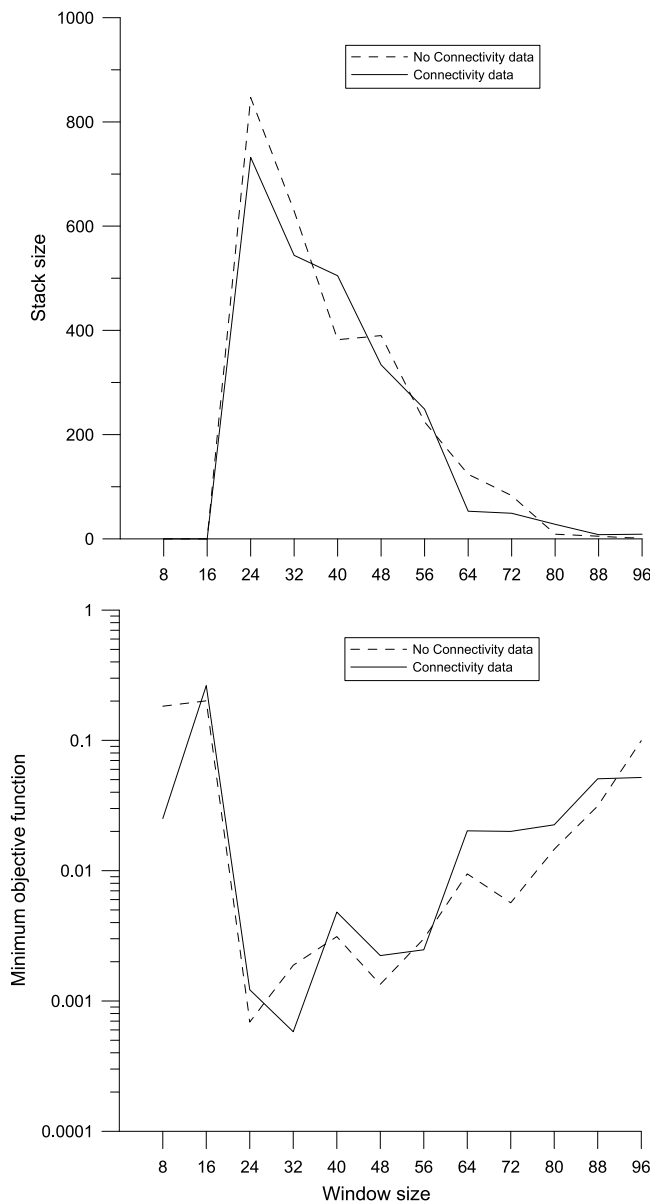 1000
800
600
400
200
0
Stack size
No Connectivity data
Connectivity data
8 16 24 32 40 48 56 64 72 80 88 96
1
0.1
0.01
0.001
0.0001
Minimum objective function
No Connectivity data
Connectivity data
8 16 24 32 40 48 56 64 72 80 88 96
Window size